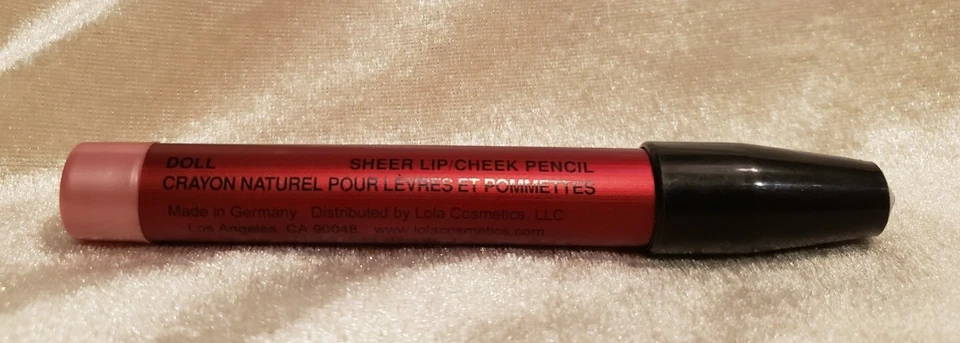 DOLL SHEER LIP/CHEEK PENCIL
CRAYON NATUREL POUR LÈVRES ET POMMETTES
Made in Germany Distributed by Lola Cosmetics, LLC
Los Angeles, CA 90048 www.lolacosmetics.com